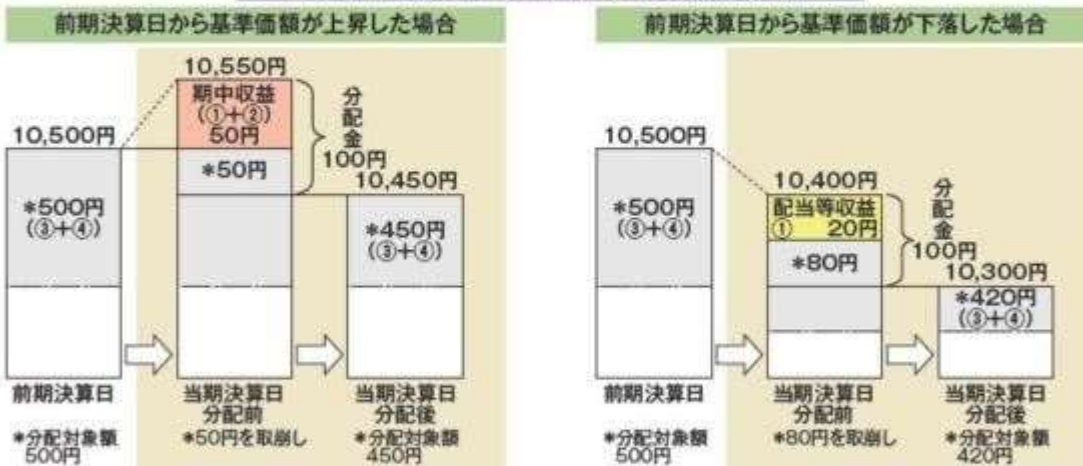 前期決算日から基準価額が上昇した場合
10,550円
期中収益
(①+②)
50円
分配金
100円
10,500円
*50円
10,450円
*500円
(③+④)
*450円
(③+④)
前期決算日
当期決算日
分配前
当期決算日
分配後
*分配対象額
500円
*50円を取崩し
*分配対象額
450円
前期決算日から基準価額が下落した場合
10,500円
10,400円
配当等収益
① 20円
分配金
100円
*500円
(③+④)
*80円
10,300円
*420円
(③+④)
前期決算日
当期決算日
分配前
当期決算日
分配後
*分配対象額
500円
*80円を取崩し
*分配対象額
420円